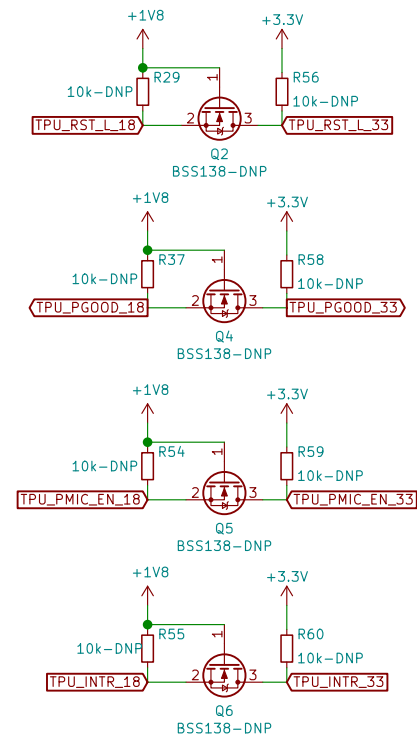 +1V8
+3.3V
R29
1
R56
10k-DNP
10k-DNP
TPU_RST_L_18
2
3
TPU_RST_L_33
Q2
BSS138-DNP
+1V8
+3.3V
R37
1
R58
10k-DNP
10k-DNP
TPU_PGOOD_18
2
3
TPU_PGOOD_33
Q4
BSS138-DNP
+1V8
+3.3V
R54
1
R59
10k-DNP
10k-DNP
TPU_PMIC_EN_18
2
3
TPU_PMIC_EN_33
Q5
BSS138-DNP
+1V8
+3.3V
R55
1
R60
10k-DNP
10k-DNP
TPU_INTR_18
2
3
TPU_INTR_33
Q6
BSS138-DNP